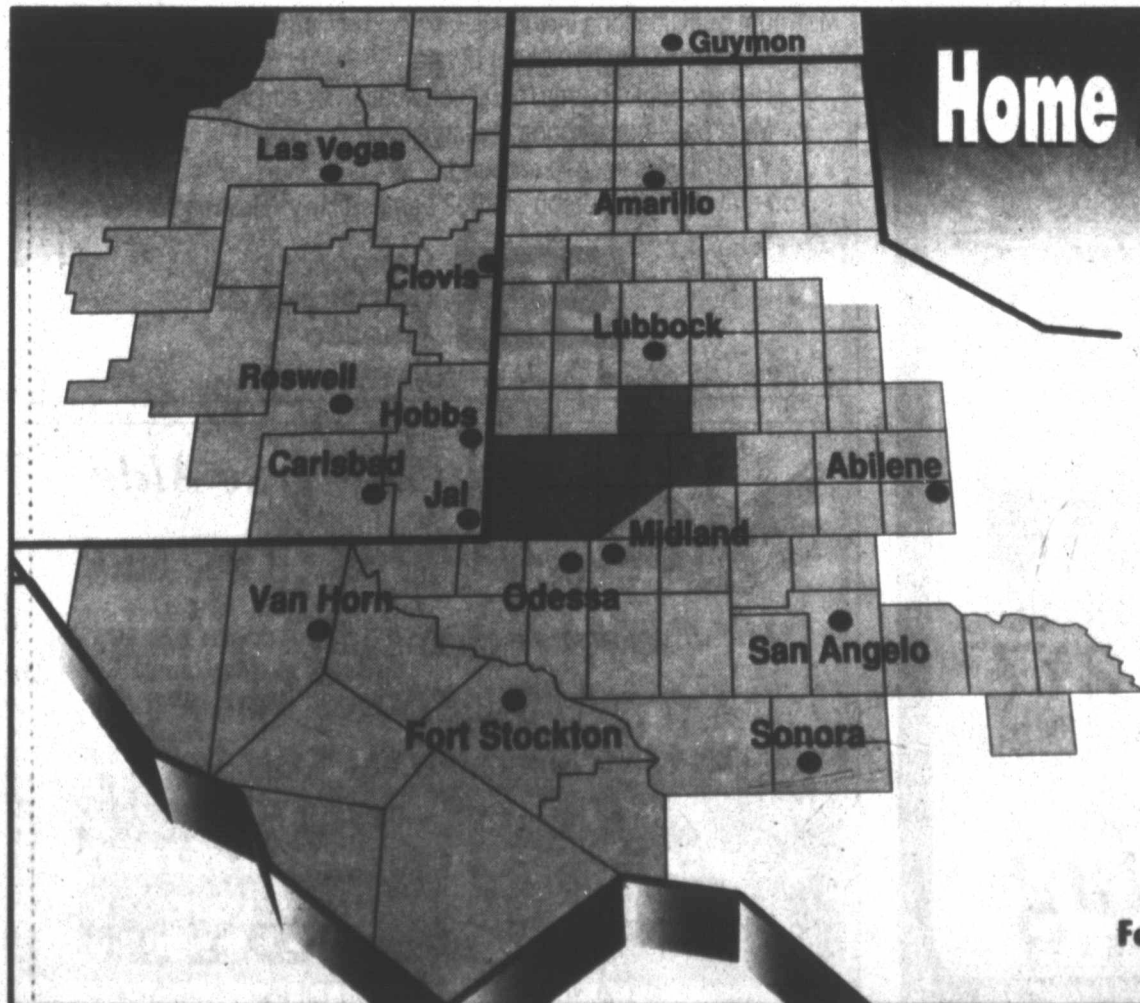 Guymon
Home
Las Vegas
Amarillo
Clovis
Lubbock
Roswell
Hobbs
Carlsbad
Abilene
Jal
Midland
Van Horn
Odessa
San Angelo
Fort Stockton
Sonora